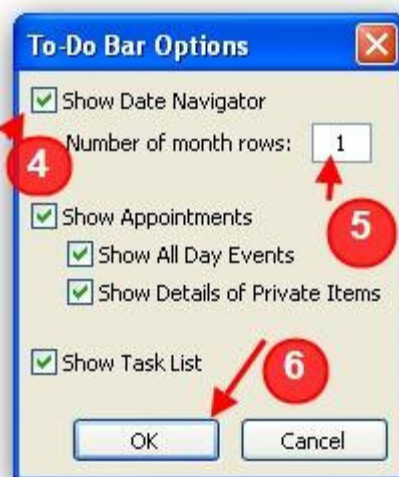 To-Do Bar Options
Show Date Navigator
4
Number of month rows: 1
5
Show Appointments
Show All Day Events
Show Details of Private Items
Show Task List
6
OK Cancel